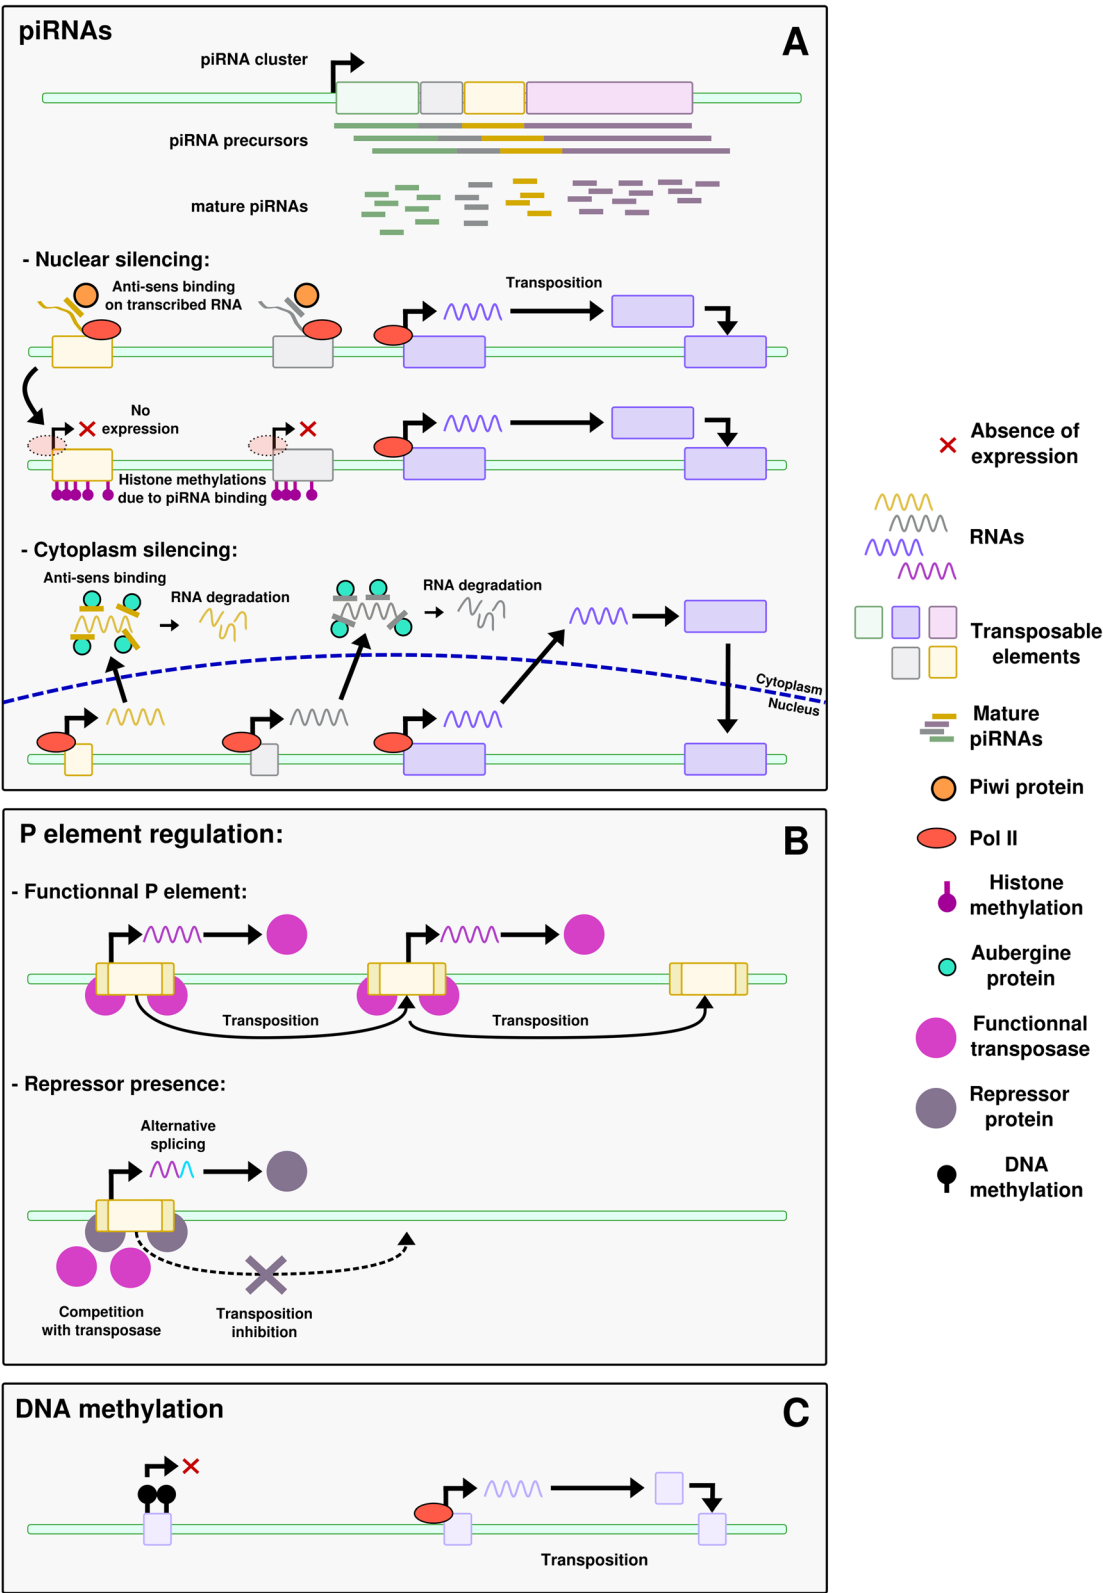 piRNAs
A
piRNA cluster
piRNA precursors
mature piRNAs
- Nuclear silencing:
Anti-sens binding
on transcribed RNA
Transposition
No
expression
Histone methylations
due to piRNA binding
- Cytoplasm silencing:
Anti-sens binding
RNA degradation
RNA degradation
Cytoplasm
Nucleus
P element regulation:
B
- Functionnal P element:
Transposition
Transposition
- Repressor presence:
Alternative
splicing
Competition
with transposase
Transposition
inhibition
DNA methylation
C
Transposition
Absence of
expression
RNAs
Transposable
elements
Mature
piRNAs
Piwi protein
Pol II
Histone
methylation
Aubergine
protein
Functionnal
transposase
Repressor
protein
DNA
methylation